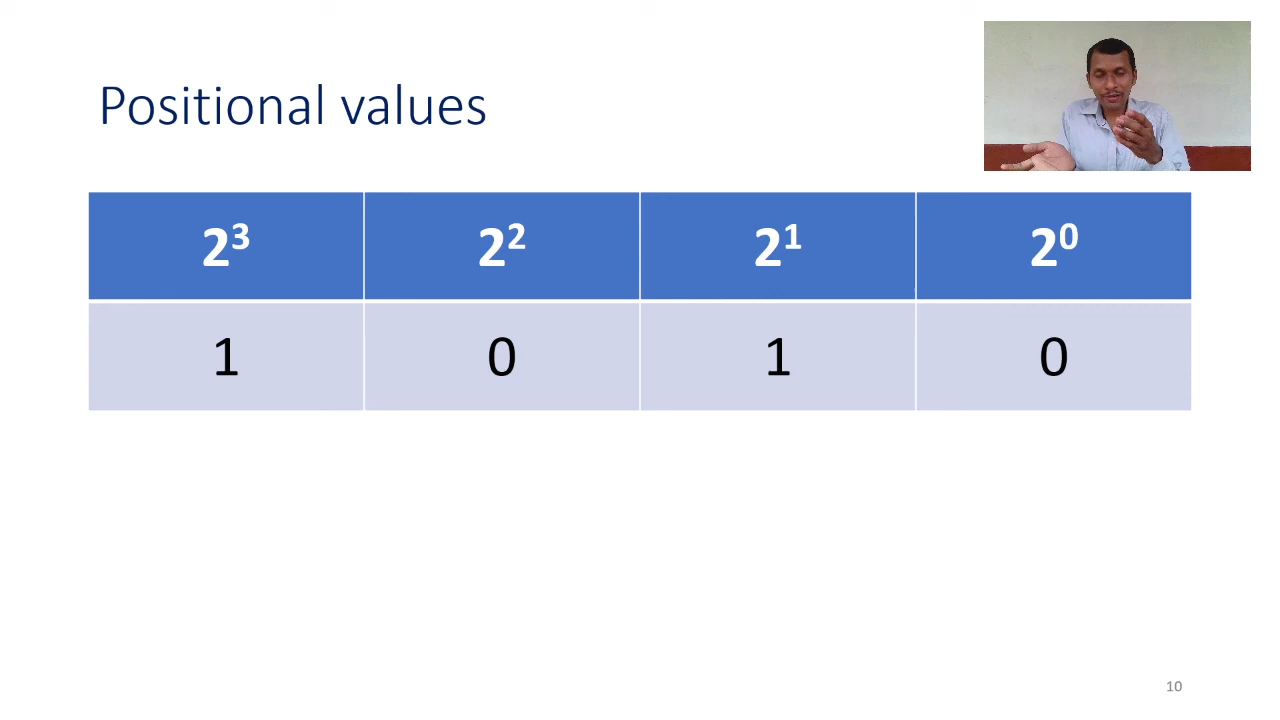 Positional values
2³ 2² 2¹ 2⁰
1 0 1 0
10